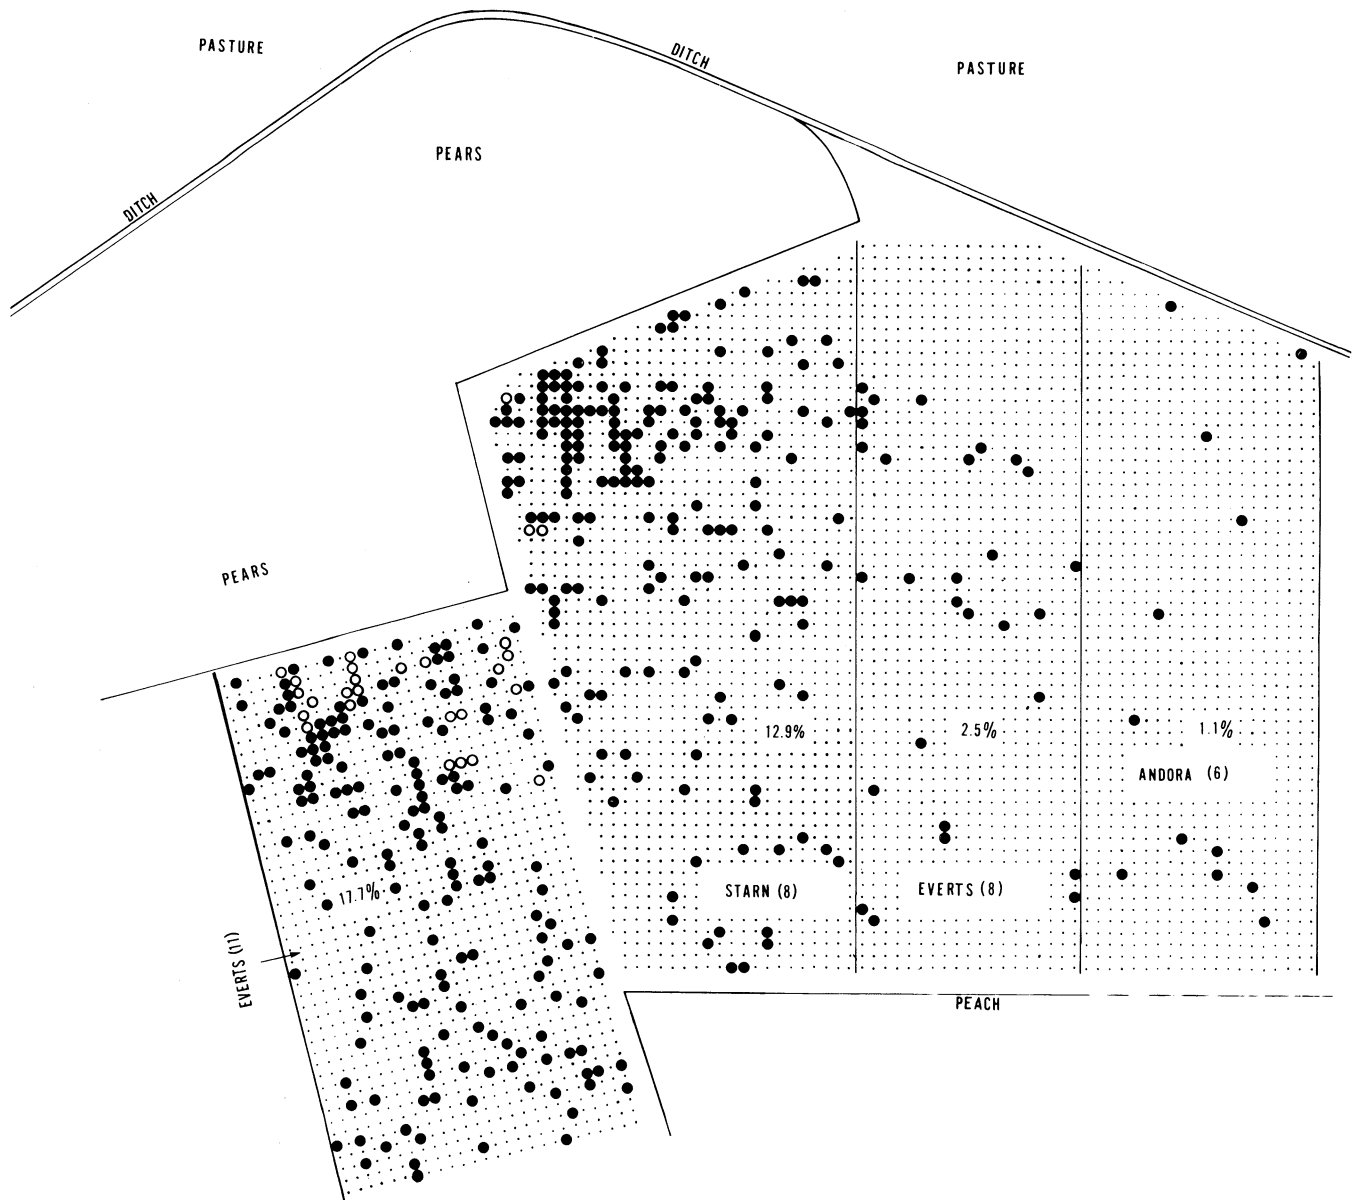 PASTURE
DITCH
PASTURE
PEARS
DITCH
PEARS
12.9%
2.5%
1.1%
ANDORA (6)
17.7%
STARN (8)
EVERTS (8)
EVERTS (11)
PEACH